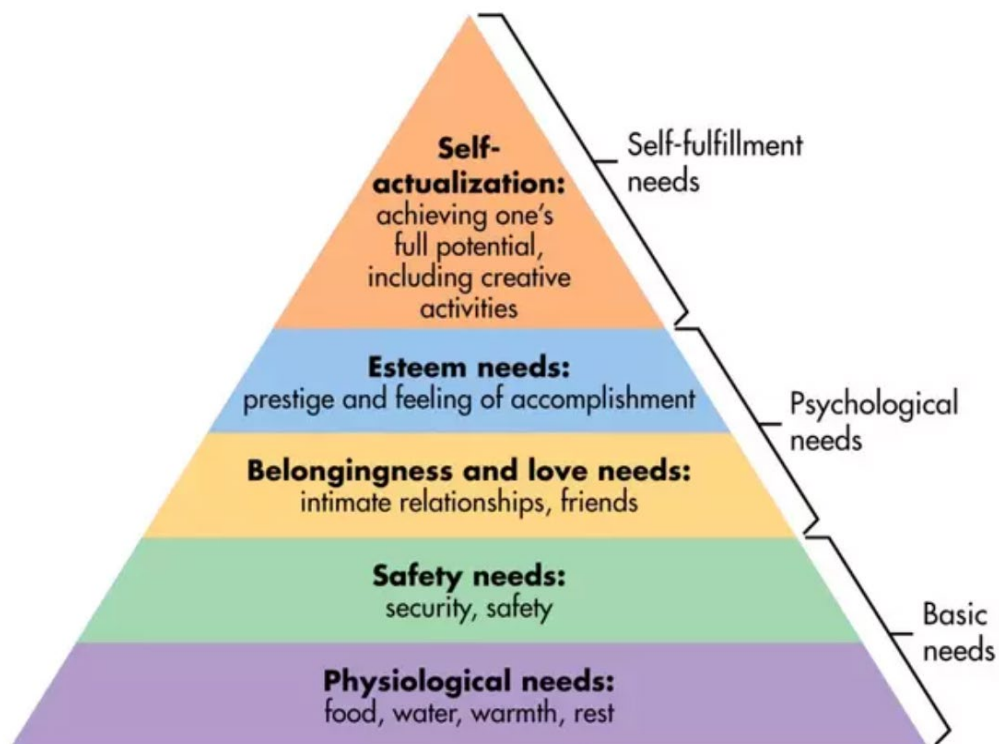 Self-
actualization:
achieving one's
full potential,
including creative
activities
Self-fulfillment
needs
Esteem needs:
prestige and feeling of accomplishment
Belongingness and love needs:
intimate relationships, friends
Psychological
needs
Safety needs:
security, safety
Physiological needs:
food, water, warmth, rest
Basic
needs